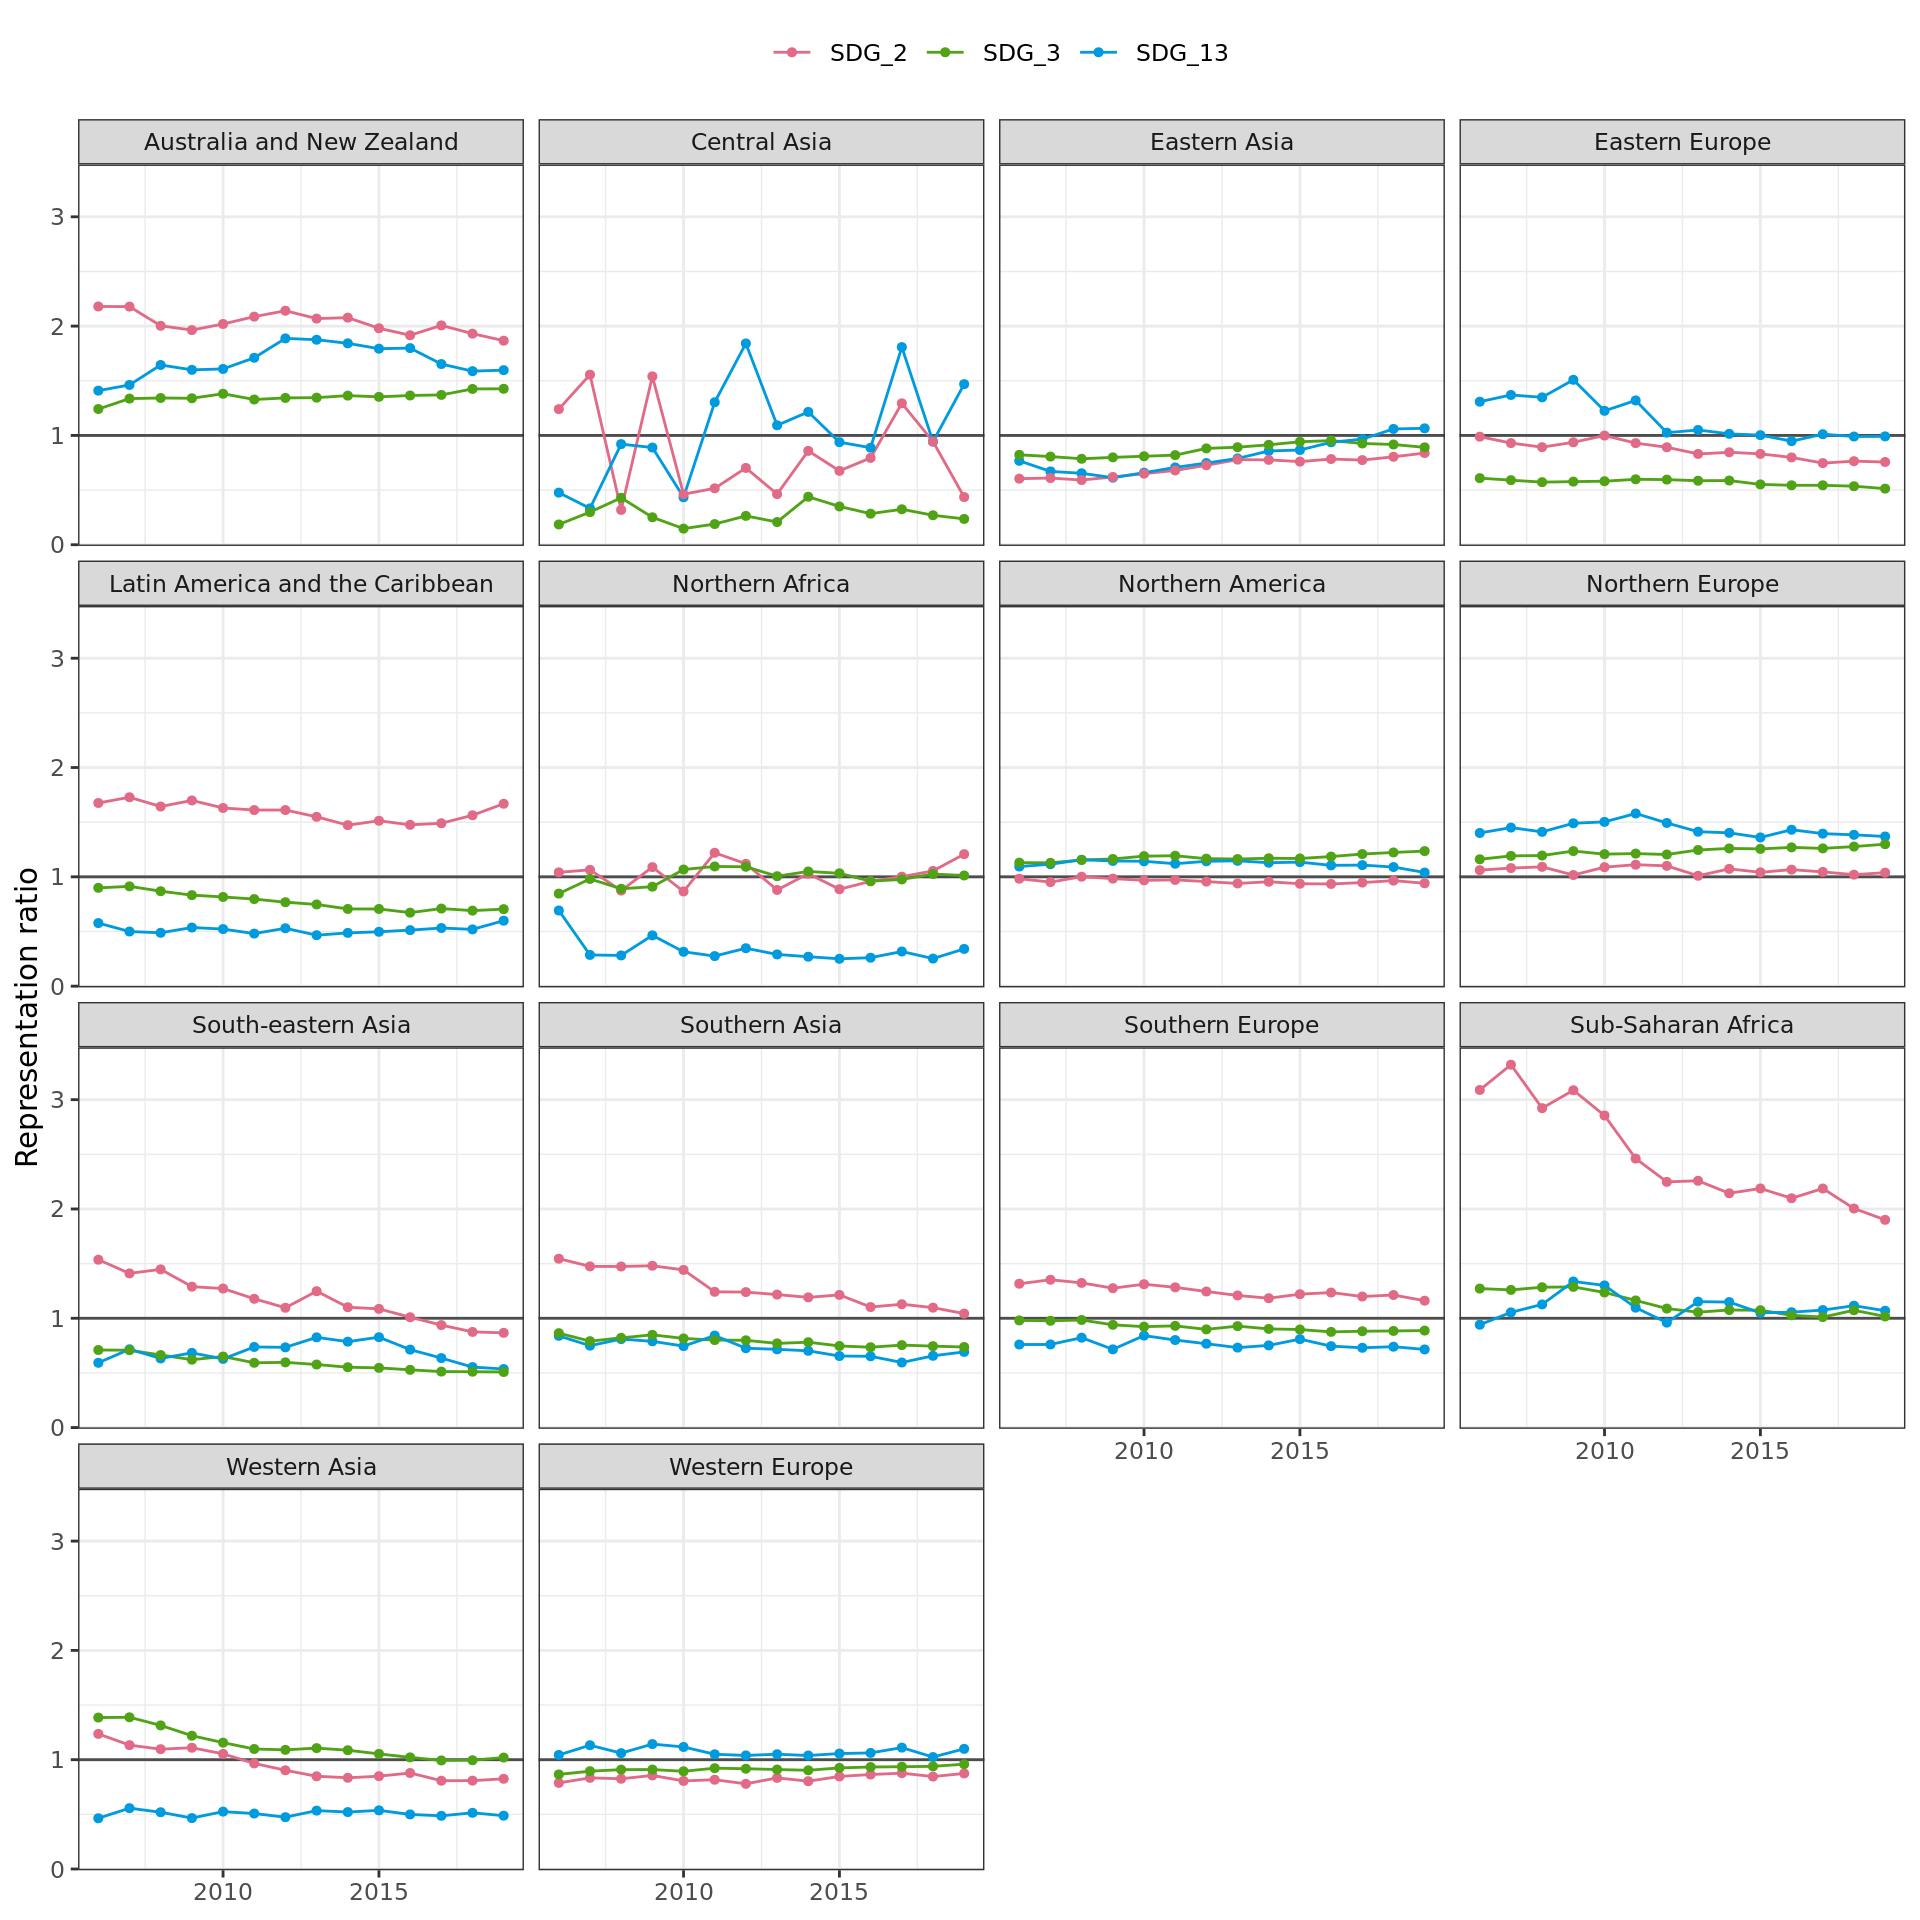 SDG_2 SDG_3 SDG_13
Australia and New Zealand Central Asia Eastern Asia Eastern Europe
3
2
1
0
Latin America and the Caribbean Northern Africa Northern America Northern Europe
3
2
1
0
Representation ratio
South-eastern Asia Southern Asia Southern Europe Sub-Saharan Africa
3
2
1
0
2010 2015 2010 2015
Western Asia Western Europe
3
2
1
0
2010 2015 2010 2015